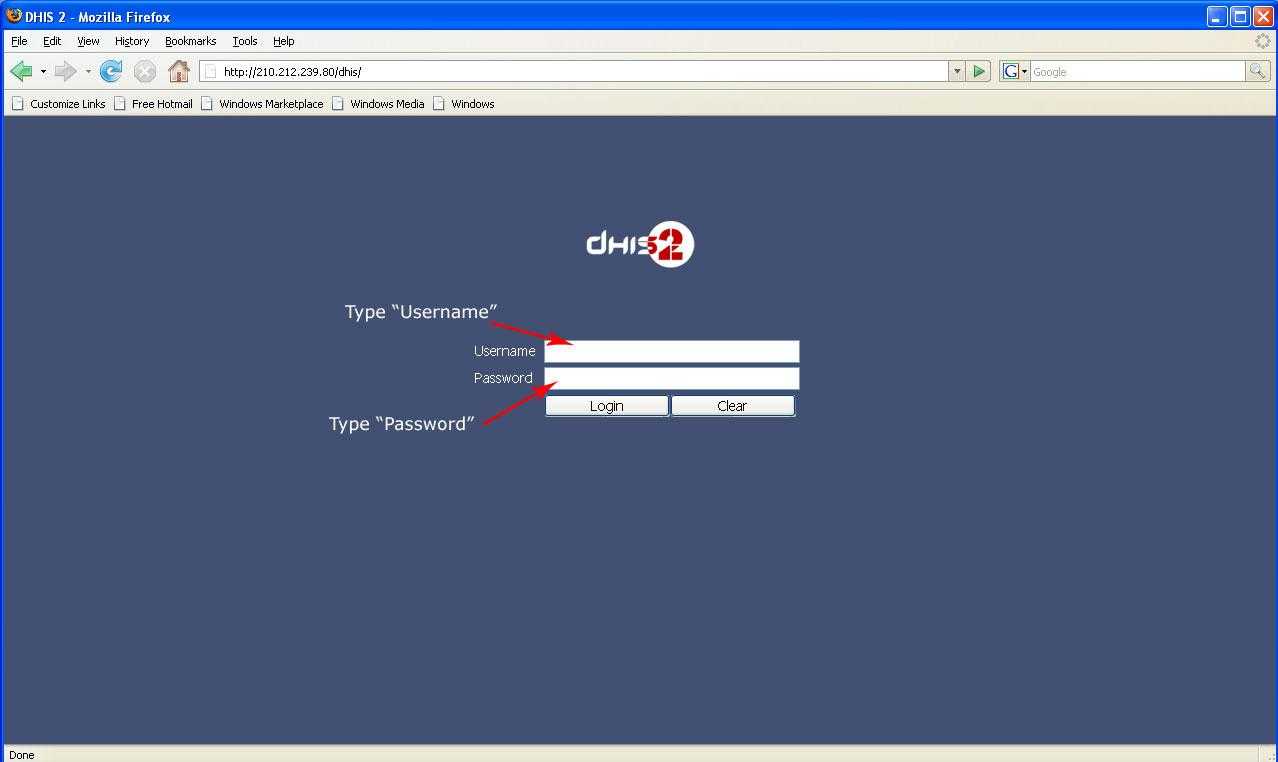 DHIS 2 - Mozilla Firefox
File Edit View History Bookmarks Tools Help
http://210.212.239.80/dhis/ G Google
Customize Links Free Hotmail Windows Marketplace Windows Media Windows
dHIS2
Type “Username”
Username
Password
Login Clear
Type “Password”
Done